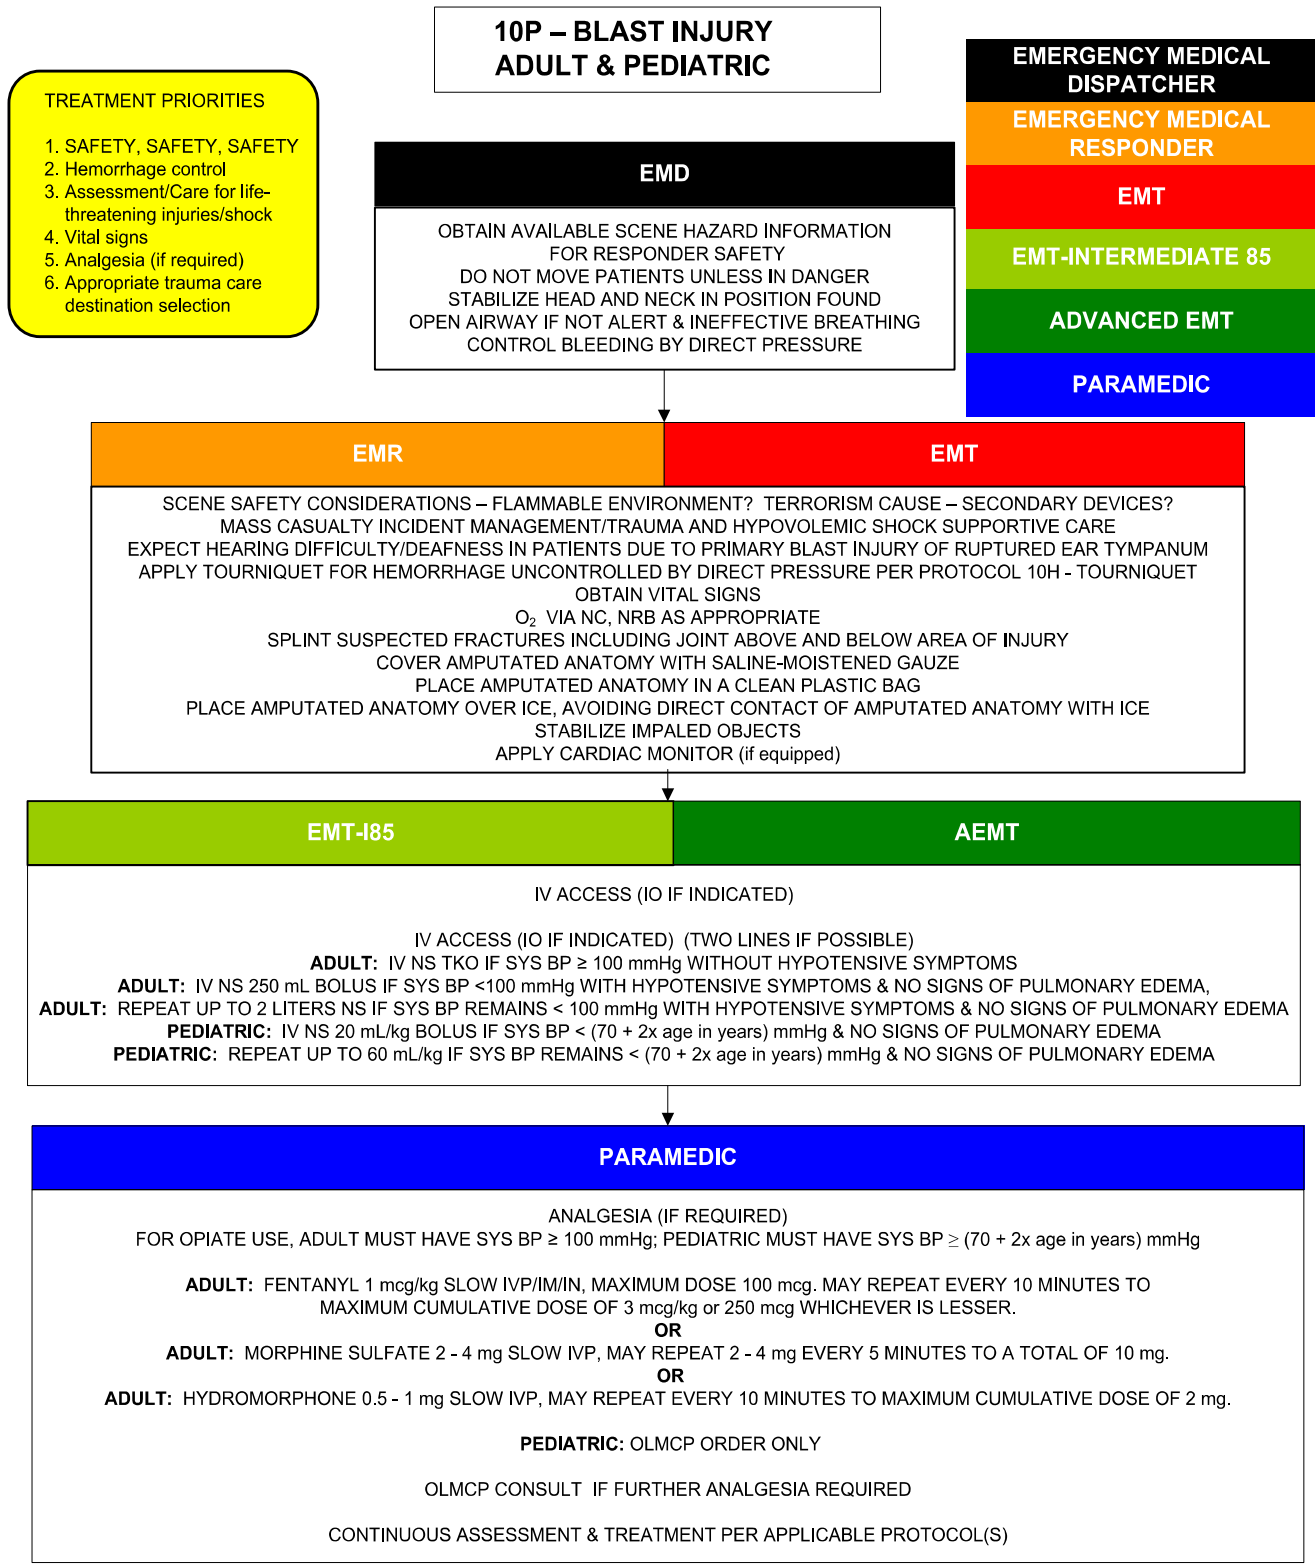 10P – BLAST INJURY
ADULT & PEDIATRIC
TREATMENT PRIORITIES
1. SAFETY, SAFETY, SAFETY
2. Hemorrhage control
3. Assessment/Care for life-
threatening injuries/shock
4. Vital signs
5. Analgesia (if required)
6. Appropriate trauma care
destination selection
EMERGENCY MEDICAL
DISPATCHER
EMERGENCY MEDICAL
RESPONDER
EMT
EMT-INTERMEDIATE 85
ADVANCED EMT
PARAMEDIC
EMD
OBTAIN AVAILABLE SCENE HAZARD INFORMATION
FOR RESPONDER SAFETY
DO NOT MOVE PATIENTS UNLESS IN DANGER
STABILIZE HEAD AND NECK IN POSITION FOUND
OPEN AIRWAY IF NOT ALERT & INEFFECTIVE BREATHING
CONTROL BLEEDING BY DIRECT PRESSURE
EMR
EMT
SCENE SAFETY CONSIDERATIONS – FLAMMABLE ENVIRONMENT? TERRORISM CAUSE – SECONDARY DEVICES?
MASS CASUALTY INCIDENT MANAGEMENT/TRAUMA AND HYPOVOLEMIC SHOCK SUPPORTIVE CARE
EXPECT HEARING DIFFICULTY/DEAFNESS IN PATIENTS DUE TO PRIMARY BLAST INJURY OF RUPTURED EAR TYMPANUM
APPLY TOURNIQUET FOR HEMORRHAGE UNCONTROLLED BY DIRECT PRESSURE PER PROTOCOL 10H - TOURNIQUET
OBTAIN VITAL SIGNS
O₂ VIA NC, NRB AS APPROPRIATE
SPLINT SUSPECTED FRACTURES INCLUDING JOINT ABOVE AND BELOW AREA OF INJURY
COVER AMPUTATED ANATOMY WITH SALINE-MOISTENED GAUZE
PLACE AMPUTATED ANATOMY IN A CLEAN PLASTIC BAG
PLACE AMPUTATED ANATOMY OVER ICE, AVOIDING DIRECT CONTACT OF AMPUTATED ANATOMY WITH ICE
STABILIZE IMPALED OBJECTS
APPLY CARDIAC MONITOR (if equipped)
EMT-I85
AEMT
IV ACCESS (IO IF INDICATED)
IV ACCESS (IO IF INDICATED) (TWO LINES IF POSSIBLE)
ADULT: IV NS TKO IF SYS BP ≥ 100 mmHg WITHOUT HYPOTENSIVE SYMPTOMS
ADULT: IV NS 250 mL BOLUS IF SYS BP <100 mmHg WITH HYPOTENSIVE SYMPTOMS & NO SIGNS OF PULMONARY EDEMA,
ADULT: REPEAT UP TO 2 LITERS NS IF SYS BP REMAINS < 100 mmHg WITH HYPOTENSIVE SYMPTOMS & NO SIGNS OF PULMONARY EDEMA
PEDIATRIC: IV NS 20 mL/kg BOLUS IF SYS BP < (70 + 2x age in years) mmHg & NO SIGNS OF PULMONARY EDEMA
PEDIATRIC: REPEAT UP TO 60 mL/kg IF SYS BP REMAINS < (70 + 2x age in years) mmHg & NO SIGNS OF PULMONARY EDEMA
PARAMEDIC
ANALGESIA (IF REQUIRED)
FOR OPIATE USE, ADULT MUST HAVE SYS BP ≥ 100 mmHg; PEDIATRIC MUST HAVE SYS BP ≥ (70 + 2x age in years) mmHg
ADULT: FENTANYL 1 mcg/kg SLOW IVP/IM/IN, MAXIMUM DOSE 100 mcg. MAY REPEAT EVERY 10 MINUTES TO
MAXIMUM CUMULATIVE DOSE OF 3 mcg/kg or 250 mcg WHICHEVER IS LESSER.
OR
ADULT: MORPHINE SULFATE 2 - 4 mg SLOW IVP, MAY REPEAT 2 - 4 mg EVERY 5 MINUTES TO A TOTAL OF 10 mg.
OR
ADULT: HYDROMORPHONE 0.5 - 1 mg SLOW IVP, MAY REPEAT EVERY 10 MINUTES TO MAXIMUM CUMULATIVE DOSE OF 2 mg.
PEDIATRIC: OLMCP ORDER ONLY
OLMCP CONSULT IF FURTHER ANALGESIA REQUIRED
CONTINUOUS ASSESSMENT & TREATMENT PER APPLICABLE PROTOCOL(S)